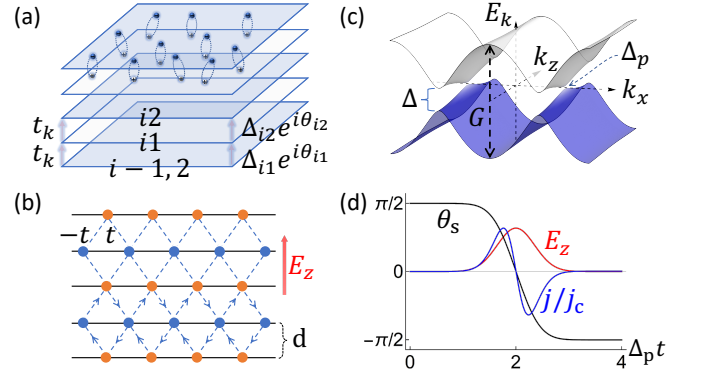 (a)
i2
i1
i−1,2
t_k
t_k
Δ_{i2}e^{iθ_{i2}}
Δ_{i1}e^{iθ_{i1}}
(b)
−t t
E_z
d
(c)
E_k
k_z
Δ_p
k_x
Δ
G
(d)
π/2
θ_s
E_z
0
j/j_c
−π/2
0 2 4
Δ_p t